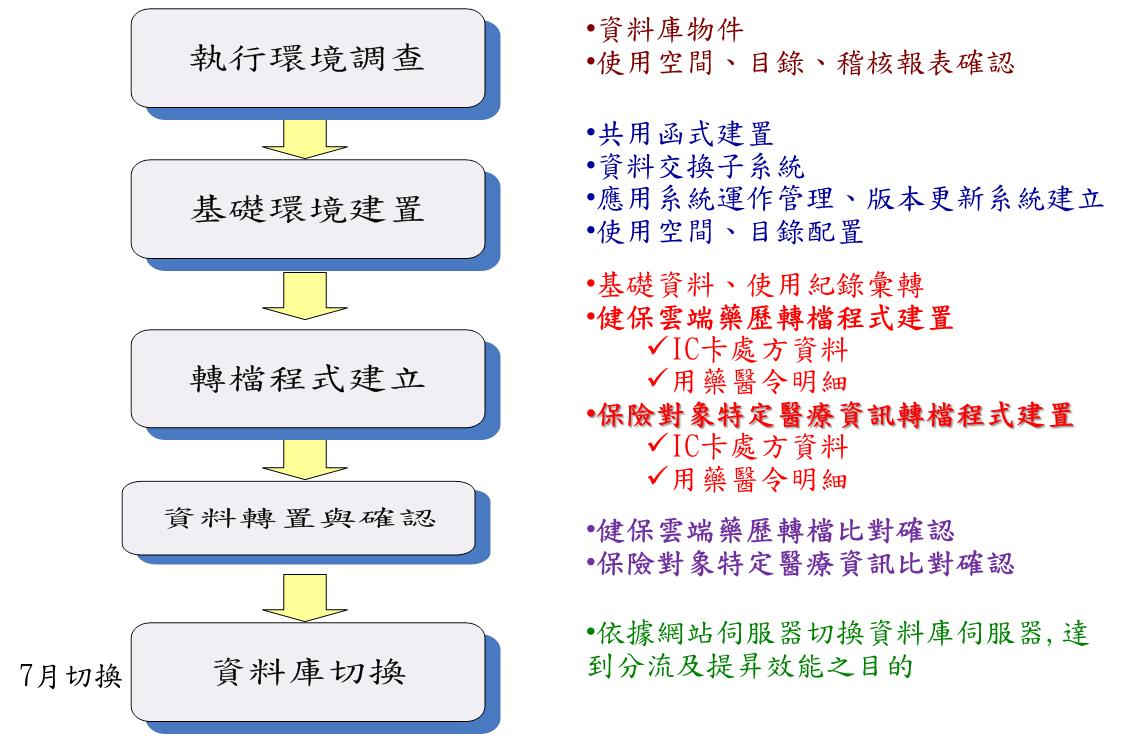 執行環境調查
•資料庫物件
•使用空間、目錄、稽核報表確認
基礎環境建置
•共用函式建置
•資料交換子系統
•應用系統運作管理、版本更新系統建立
•使用空間、目錄配置
轉檔程式建立
•基礎資料、使用紀錄彙轉
•健保雲端藥歷轉檔程式建置
✓IC卡處方資料
✓用藥醫令明細
•保險對象特定醫療資訊轉檔程式建置
✓IC卡處方資料
✓用藥醫令明細
資料轉置與確認
•健保雲端藥歷轉檔比對確認
•保險對象特定醫療資訊比對確認
7月切換
資料庫切換
•依據網站伺服器切換資料庫伺服器,達
到分流及提昇效能之目的